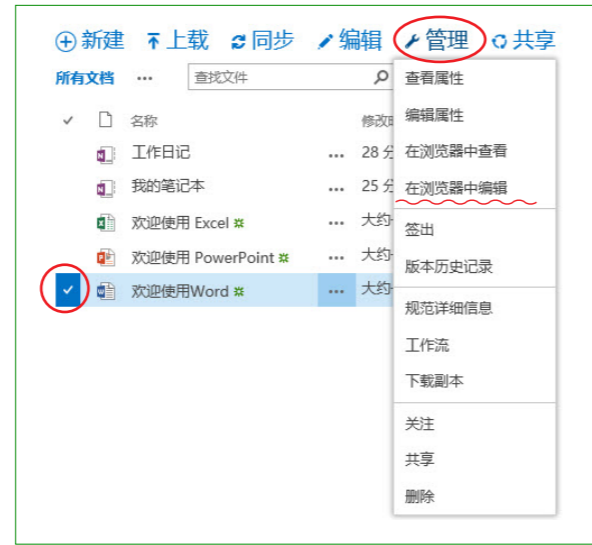 新建 上载 同步 编辑 管理 共享
所有文档 ... 查找文件
名称 修改
工作日记 ... 28 分
我的笔记本 ... 25 分
欢迎使用 Excel ... 大约
欢迎使用 PowerPoint ... 大约
欢迎使用Word ... 大约
查看属性
编辑属性
在浏览器中查看
在浏览器中编辑
签出
版本历史记录
规范详细信息
工作流
下载副本
关注
共享
删除